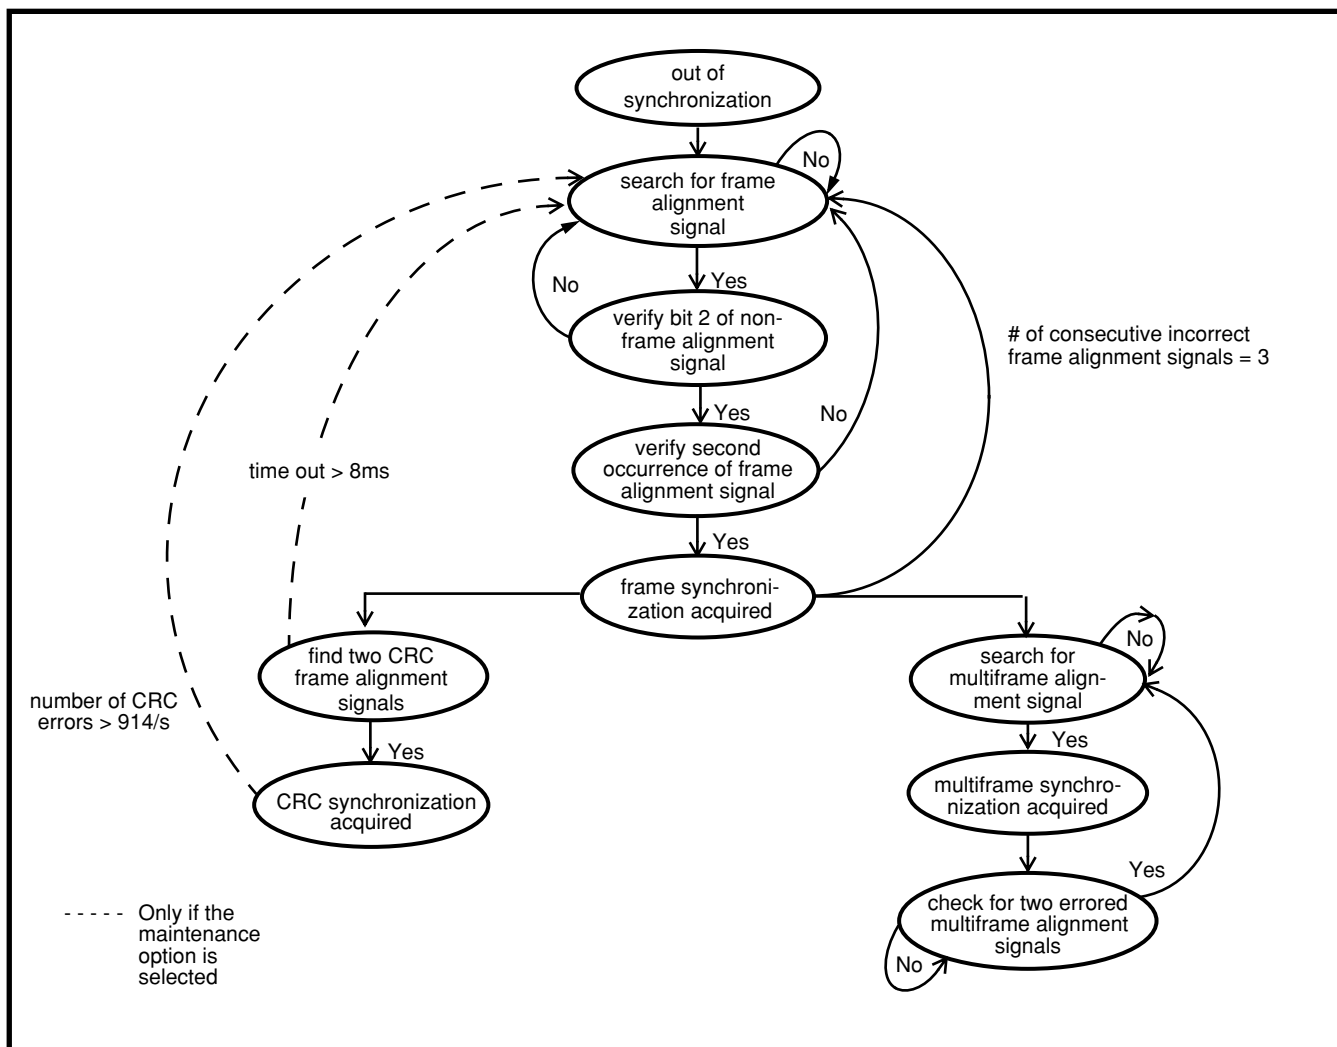 out of
synchronization
No
search for frame
alignment
signal
Yes
No
verify bit 2 of non-
frame alignment
signal
# of consecutive incorrect
frame alignment signals = 3
Yes
No
verify second
occurrence of frame
alignment signal
time out > 8ms
Yes
frame synchroni-
zation acquired
find two CRC
frame alignment
signals
No
search for
multiframe align-
ment signal
number of CRC
errors > 914/s
Yes
Yes
CRC synchronization
acquired
multiframe synchro-
nization acquired
Yes
check for two errored
multiframe alignment
signals
No
- - - - - Only if the
maintenance
option is
selected